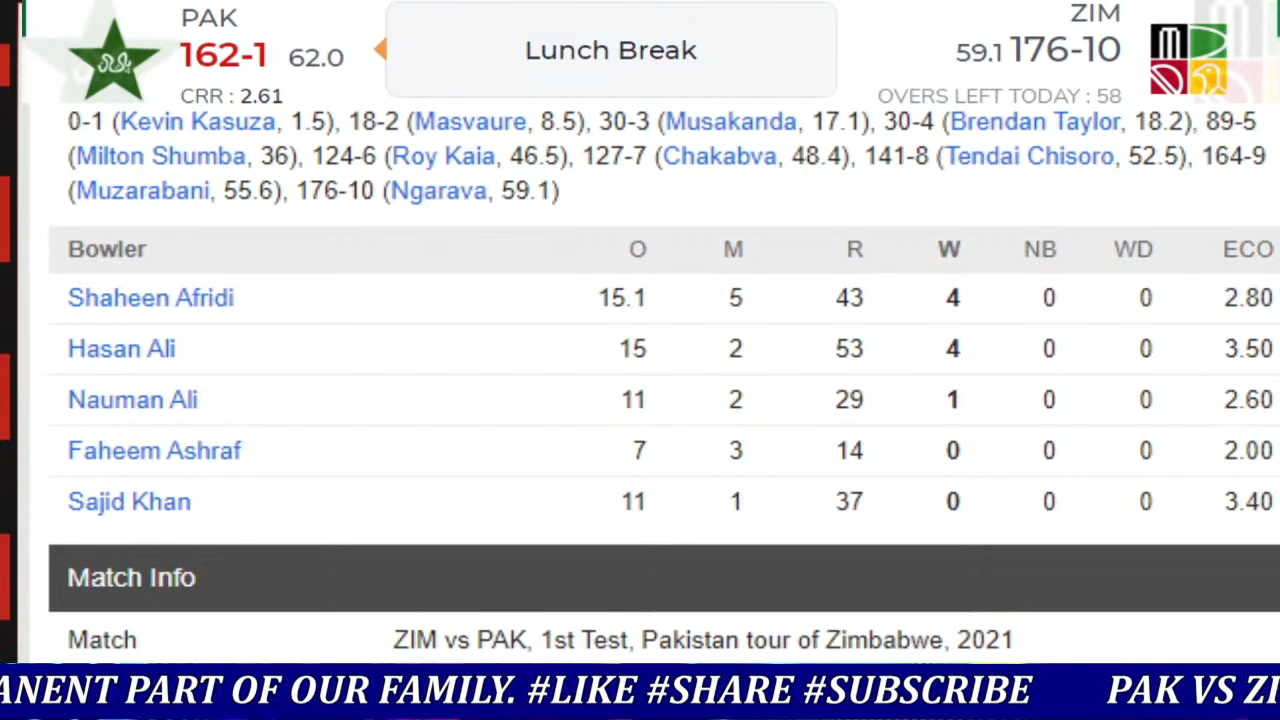 PAK
162-1 62.0
CRR : 2.61
Lunch Break
ZIM
59.1 176-10
OVERS LEFT TODAY : 58
0-1 (Kevin Kasuza, 1.5), 18-2 (Masvaure, 8.5), 30-3 (Musakanda, 17.1), 30-4 (Brendan Taylor, 18.2), 89-5
(Milton Shumba, 36), 124-6 (Roy Kaia, 46.5), 127-7 (Chakabva, 48.4), 141-8 (Tendai Chisoro, 52.5), 164-9
(Muzarabani, 55.6), 176-10 (Ngarava, 59.1)
Bowler O M R W NB WD ECO
Shaheen Afridi 15.1 5 43 4 0 0 2.80
Hasan Ali 15 2 53 4 0 0 3.50
Nauman Ali 11 2 29 1 0 0 2.60
Faheem Ashraf 7 3 14 0 0 0 2.00
Sajid Khan 11 1 37 0 0 0 3.40
Match Info
Match ZIM vs PAK, 1st Test, Pakistan tour of Zimbabwe, 2021
ANENT PART OF OUR FAMILY. #LIKE #SHARE #SUBSCRIBE PAK VS ZI